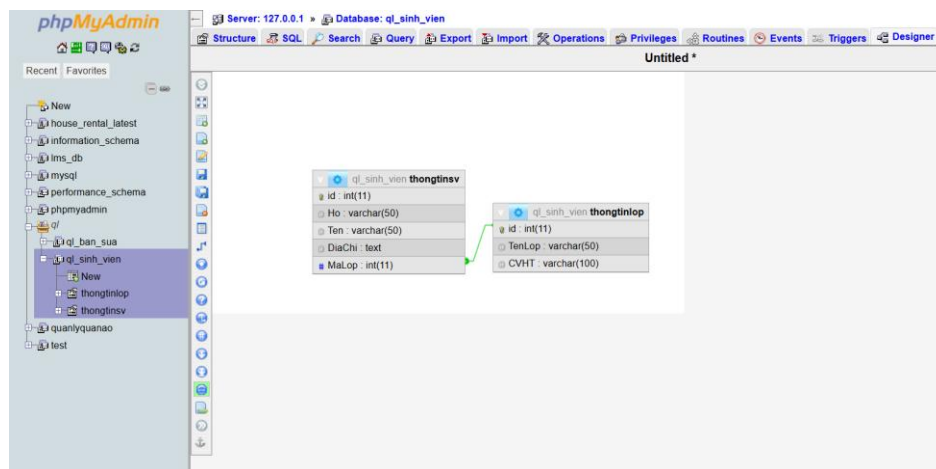 phpMyAdmin
Recent Favorites
New
house_rental_latest
information_schema
lms_db
mysql
performance_schema
phpmyadmin
ql
ql_ban_sua
ql_sinh_vien
New
thongtinlop
thongtinsv
quanlyquanao
test
Server: 127.0.0.1 » Database: ql_sinh_vien
Structure SQL Search Query Export Import Operations Privileges Routines Events Triggers Designer
Untitled *
ql_sinh_vien thongtinsv
id : int(11)
Ho : varchar(50)
Ten : varchar(50)
DiaChi : text
MaLop : int(11)
ql_sinh_vien thongtinlop
id : int(11)
TenLop : varchar(50)
CVHT : varchar(100)